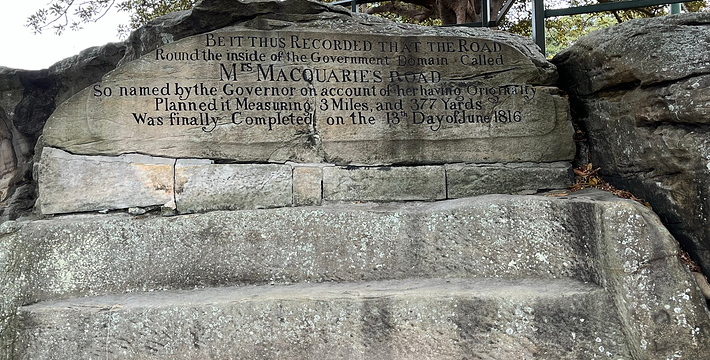 BE IT THUS RECORDED THAT THE ROAD
Round the inside of the Government Domain Called
Mrs MACQUARIE'S ROAD
So named by the Governor on account of her having Originally
Planned it Measuring 3 Miles, and 377 Yards
Was finally Completed on the 13th Day of June 1816